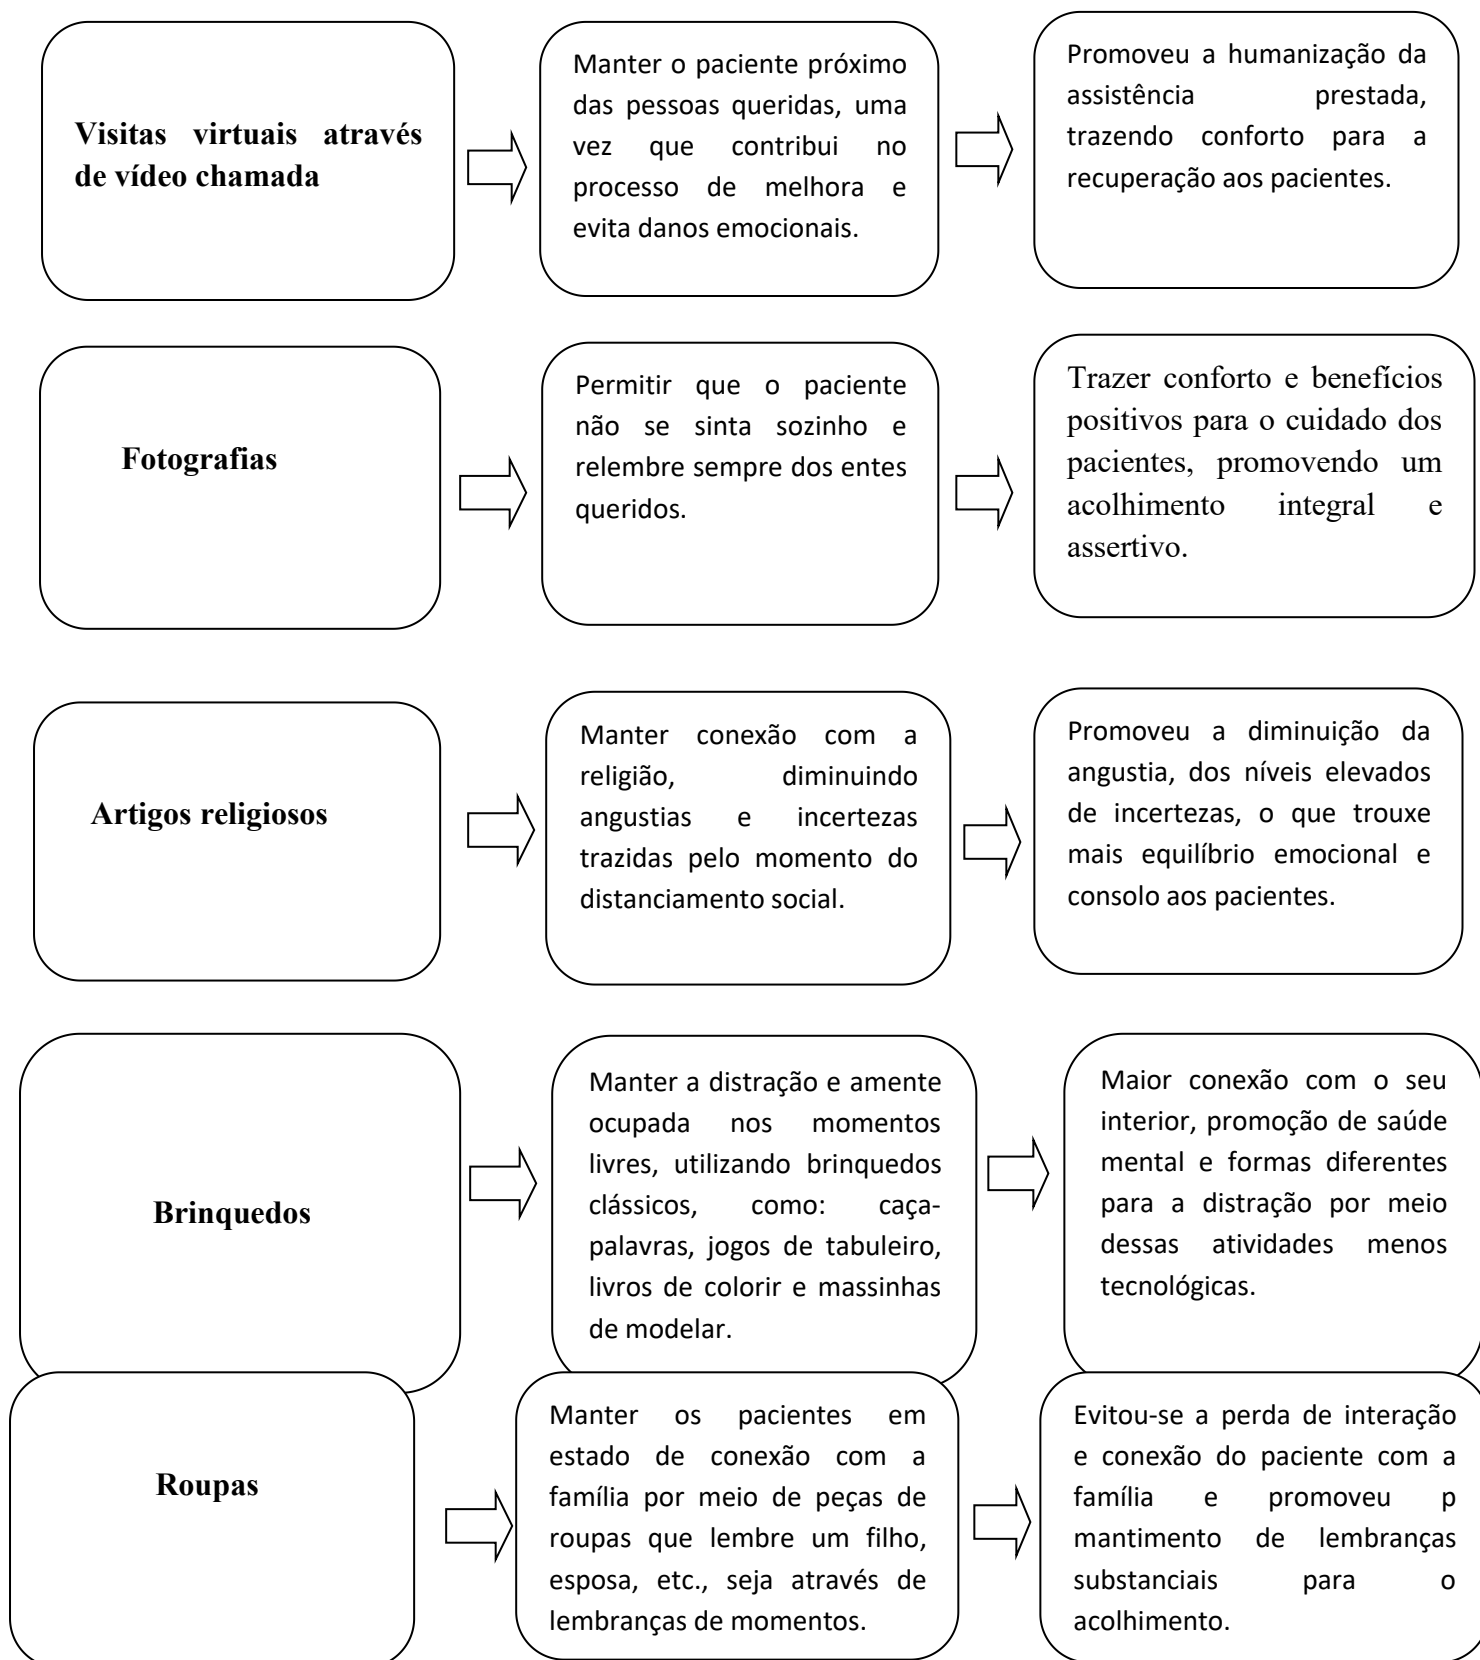 Visitas virtuais através
de vídeo chamada
Manter o paciente próximo
das pessoas queridas, uma
vez que contribui no
processo de melhora e
evita danos emocionais.
Promoveu a humanização da
assistência prestada,
trazendo conforto para a
recuperação aos pacientes.
Fotografias
Permitir que o paciente
não se sinta sozinho e
relembre sempre dos entes
queridos.
Trazer conforto e benefícios
positivos para o cuidado dos
pacientes, promovendo um
acolhimento integral e
assertivo.
Artigos religiosos
Manter conexão com a
religião, diminuindo
angustias e incertezas
trazidas pelo momento do
distanciamento social.
Promoveu a diminuição da
angustia, dos níveis elevados
de incertezas, o que trouxe
mais equilíbrio emocional e
consolo aos pacientes.
Brinquedos
Manter a distração e amente
ocupada nos momentos
livres, utilizando brinquedos
clássicos, como: caça-
palavras, jogos de tabuleiro,
livros de colorir e massinhas
de modelar.
Maior conexão com o seu
interior, promoção de saúde
mental e formas diferentes
para a distração por meio
dessas atividades menos
tecnológicas.
Roupas
Manter os pacientes em
estado de conexão com a
família por meio de peças de
roupas que lembre um filho,
esposa, etc., seja através de
lembranças de momentos.
Evitou-se a perda de interação
e conexão do paciente com a
família e promoveu p
mantimento de lembranças
substanciais para o
acolhimento.